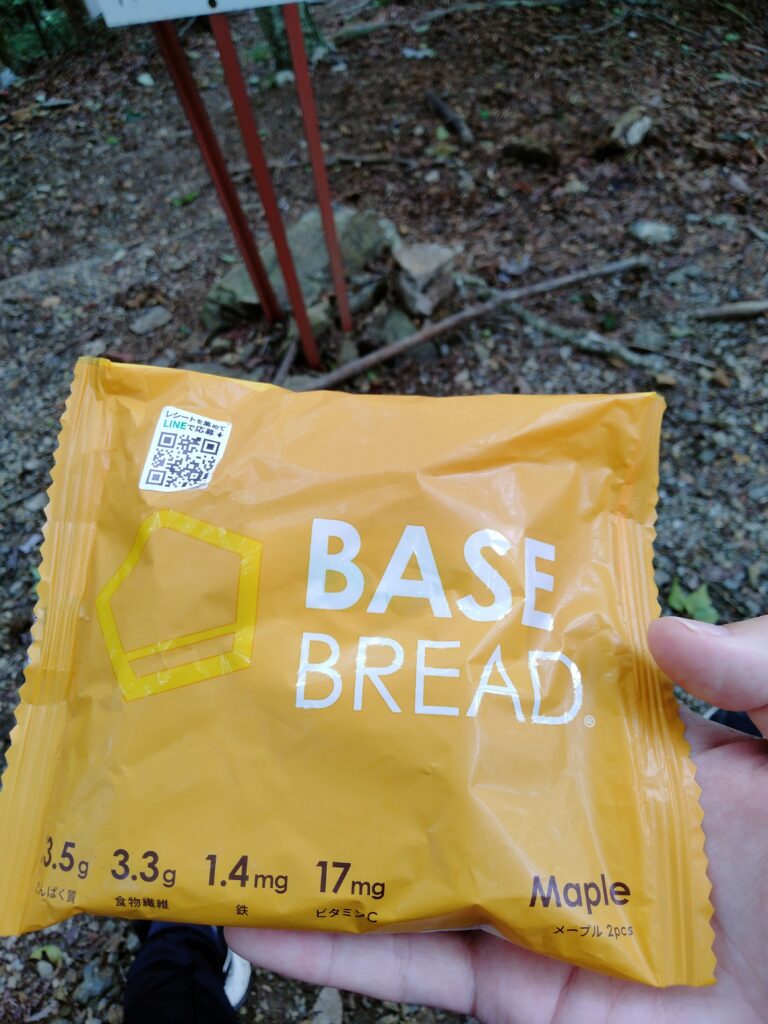 レシートを集めて
LINEで応募
BASE
BREAD®
3.5g 3.3g 1.4mg 17mg
んぱく質 食物繊維 鉄 ビタミンC
Maple
メープル 2pcs